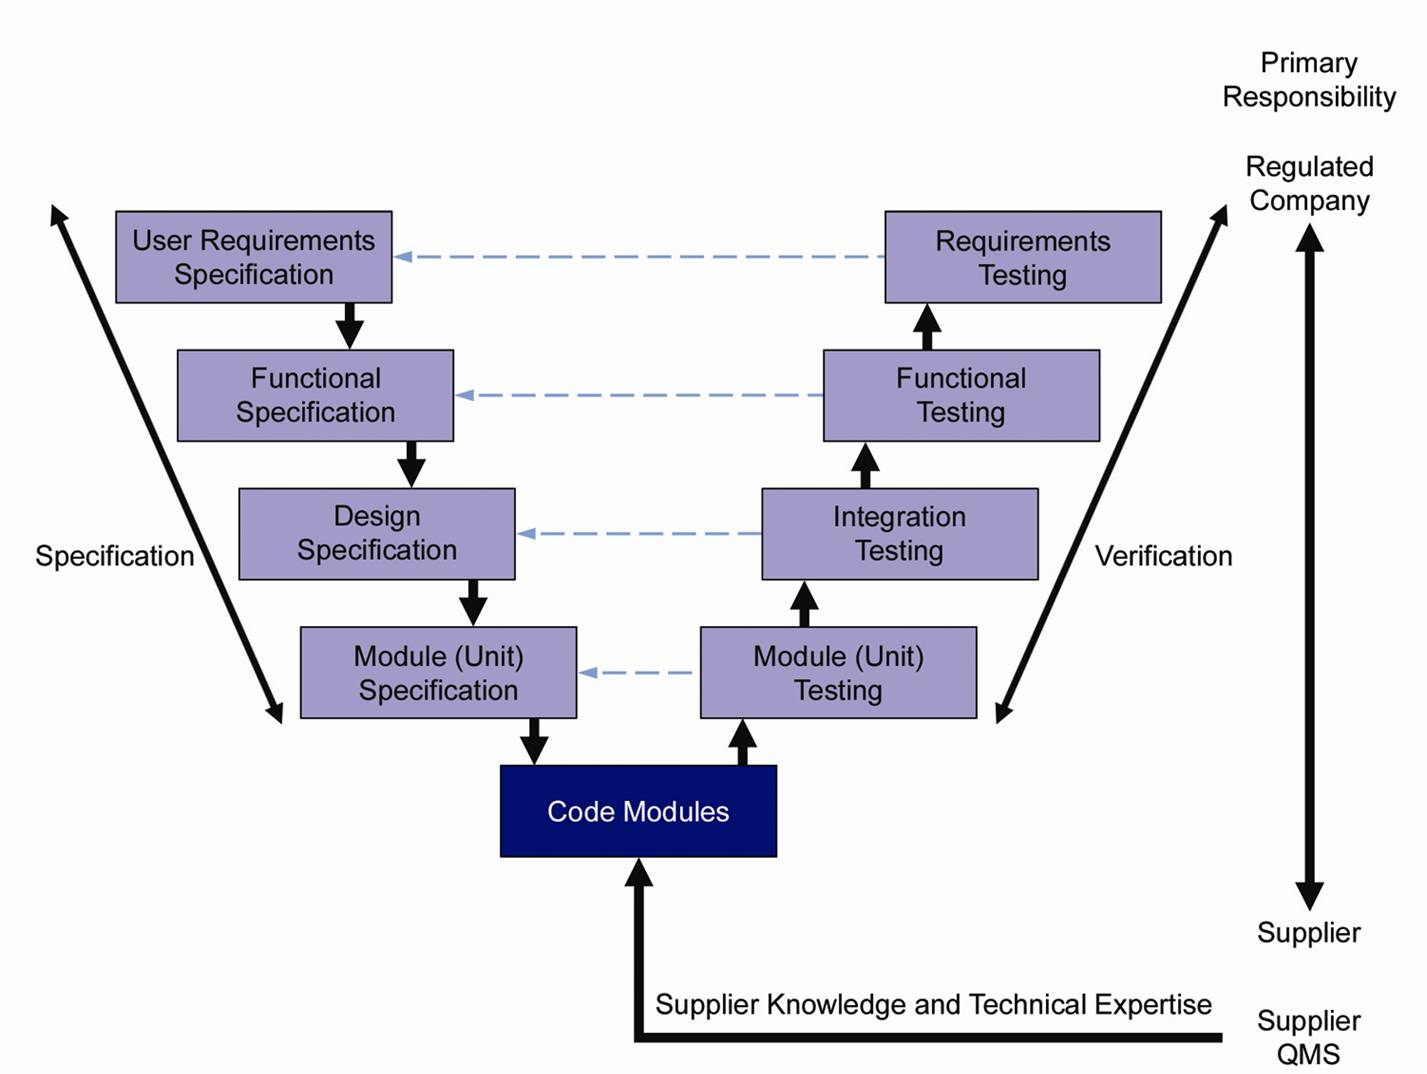 Primary
Responsibility
Regulated
Company
User Requirements
Specification
Requirements
Testing
Functional
Specification
Functional
Testing
Design
Specification
Integration
Testing
Specification
Verification
Module (Unit)
Specification
Module (Unit)
Testing
Code Modules
Supplier
Supplier Knowledge and Technical Expertise
Supplier
QMS